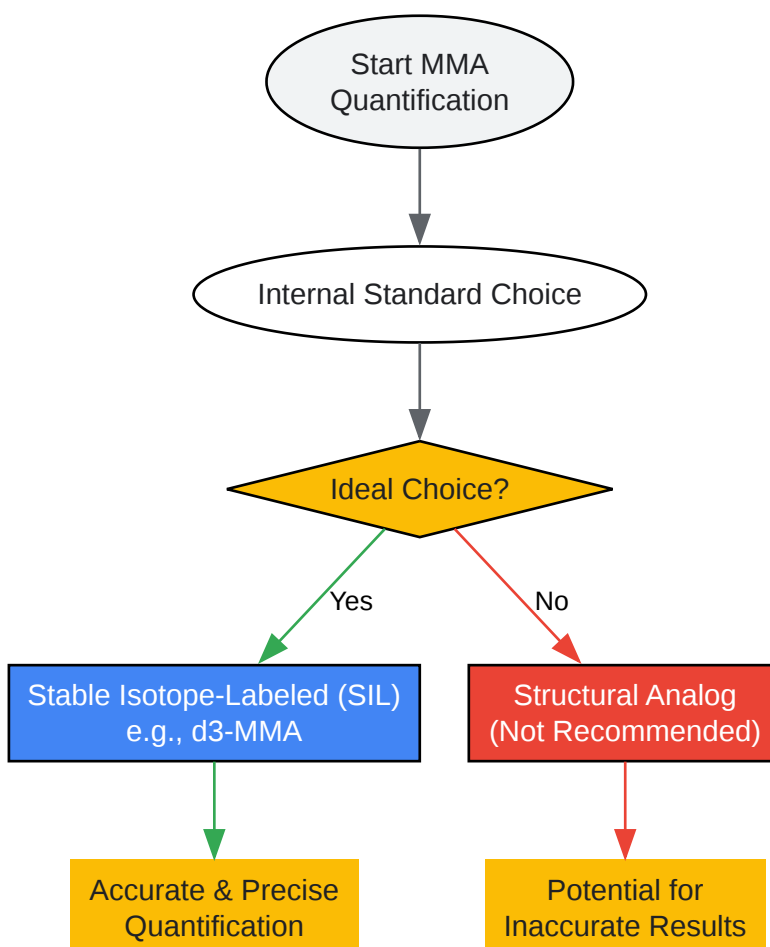 Start MMA
Quantification
Internal Standard Choice
Ideal Choice?
Yes
No
Stable Isotope-Labeled (SIL)
e.g., d3-MMA
Structural Analog
(Not Recommended)
Accurate & Precise
Quantification
Potential for
Inaccurate Results